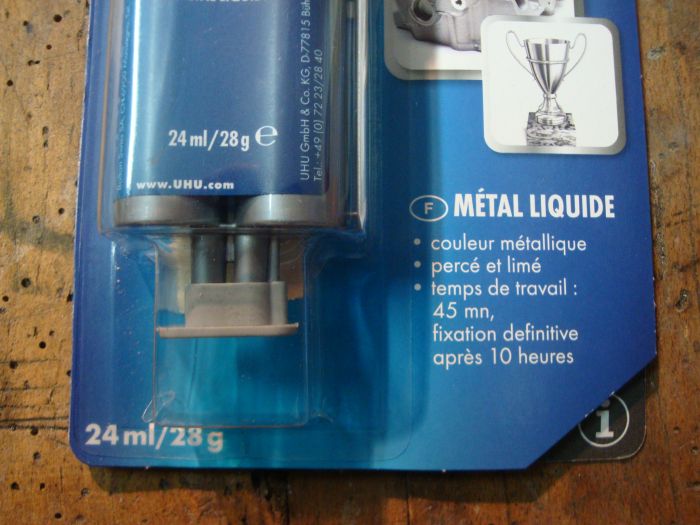 24 ml/28 g e
www.UHU.com
UHU GmbH & Co. KG, D-77815 Büh
Tel.: +49 (0) 72 23/28 40
F MÉTAL LIQUIDE
• couleur métallique
• percé et limé
• temps de travail :
45 mn,
fixation definitive
après 10 heures
24 ml/28 g
i